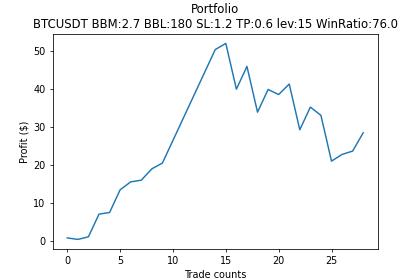 Portfolio
BTCUSDT BBM:2.7 BBL:180 SL:1.2 TP:0.6 lev:15 WinRatio:76.0
50
40
30
20
10
0
Profit ($)
0 5 10 15 20 25
Trade counts